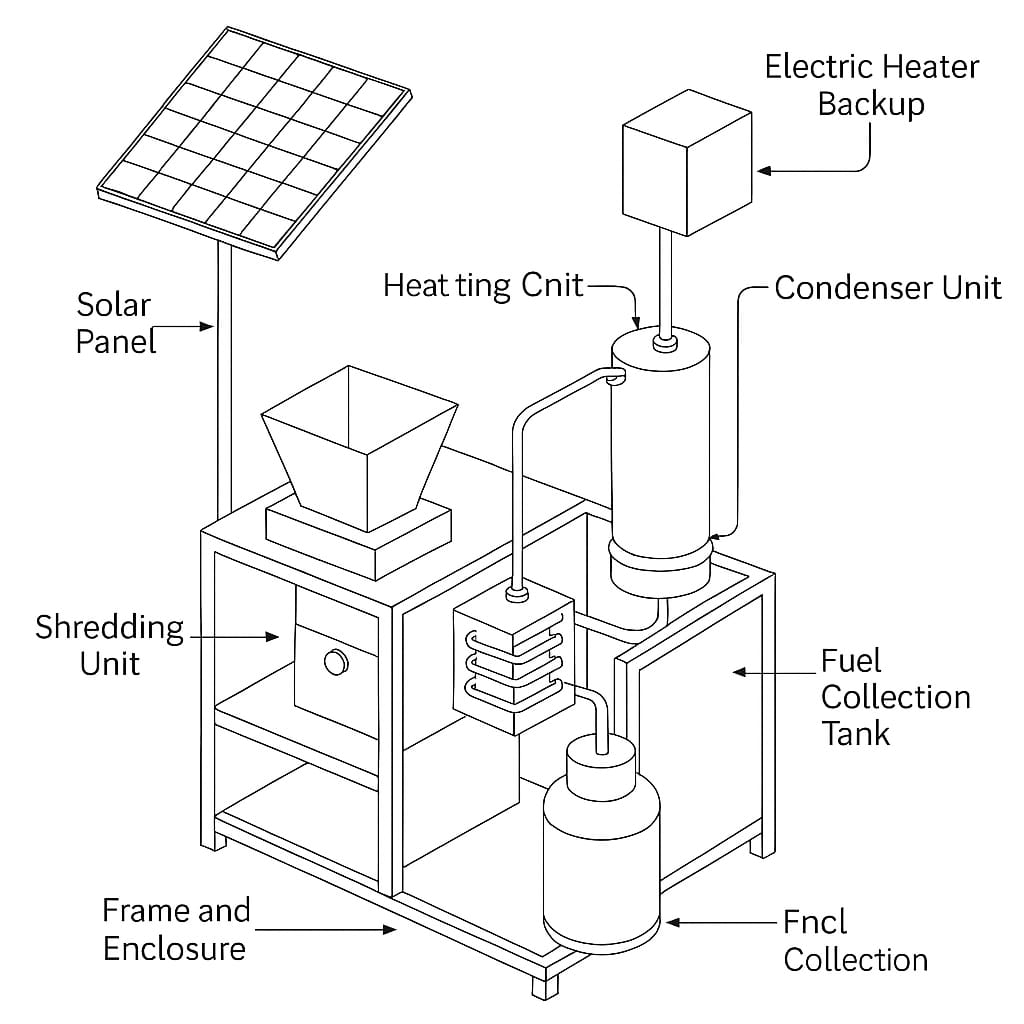 Electric Heater
Backup
Heat ting Cnit
Condenser Unit
Solar
Panel
Shredding
Unit
Fuel
Collection
Tank
Frame and
Enclosure
Fncl
Collection